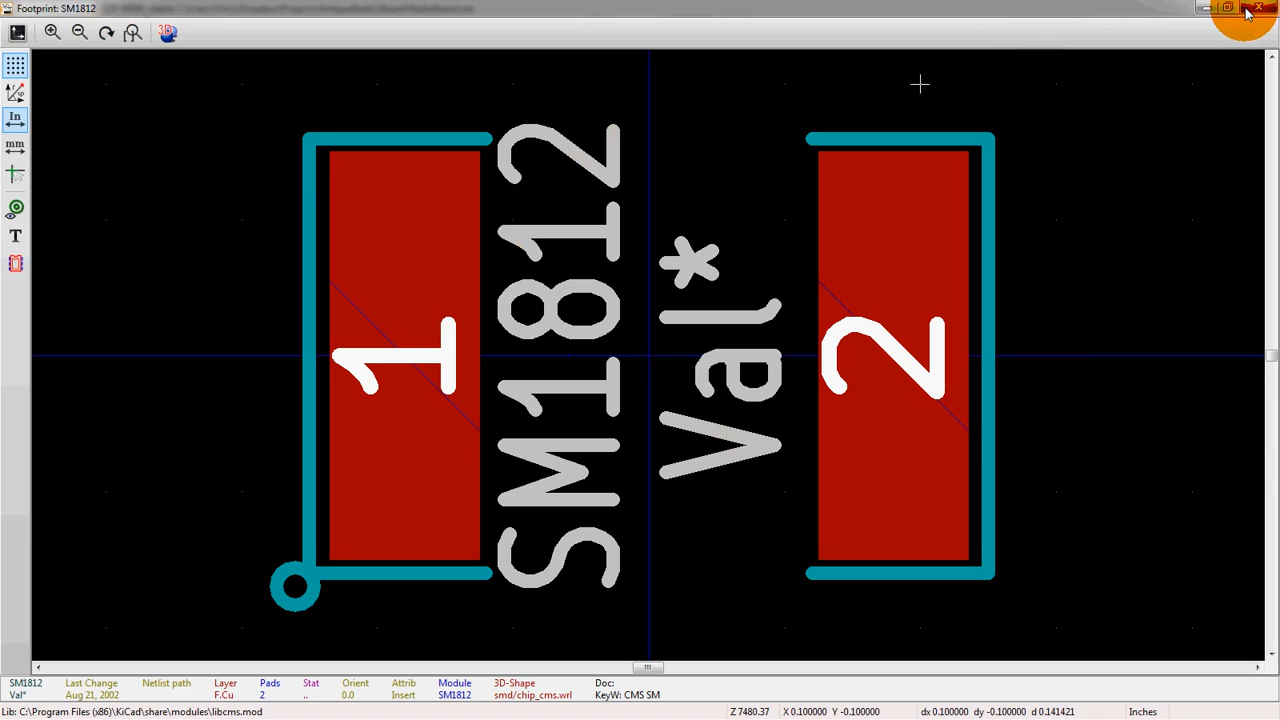 Footprint: SM1812
3D
In
mm
T
SM1812
Val*
1
2
SM1812 Last Change Netlist path Layer Pads Stat Orient Attrib Module 3D-Shape Doc:
Val* Aug 21, 2002 F.Cu 2 .. 0.0 Insert SM1812 smd/chip_cms.wrl KeyW: CMS SM
Lib: C:\Program Files (x86)\KiCad\share\modules\libcms.mod Z 7480.37 X 0.100000 Y -0.100000 dx 0.100000 dy -0.100000 d 0.141421 Inches